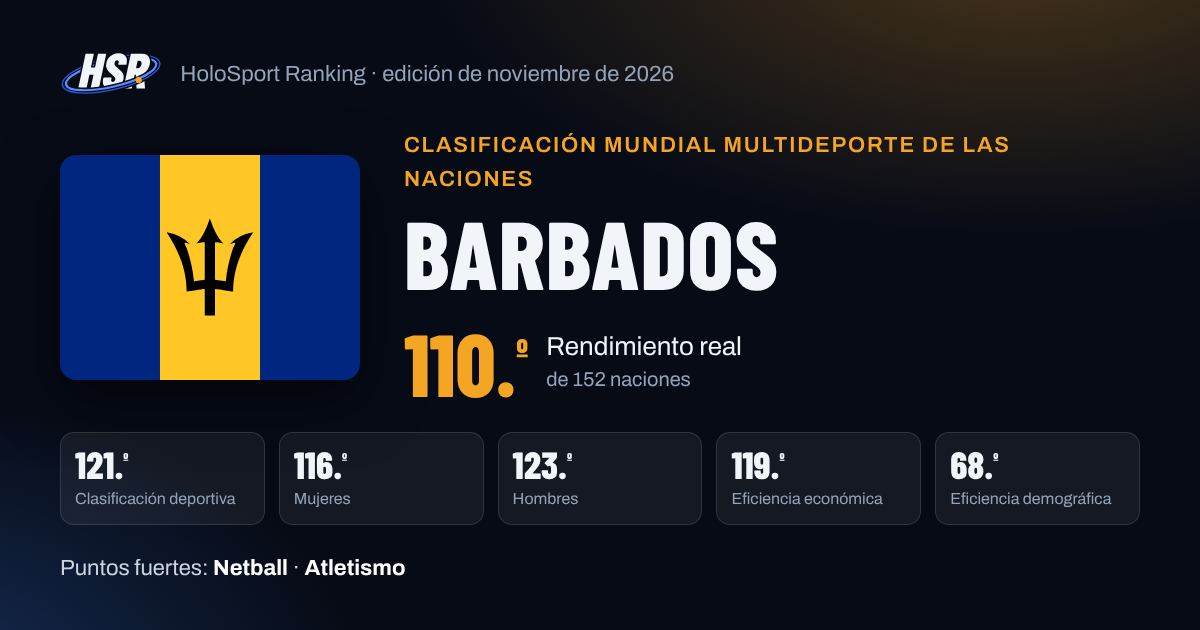 HSR
HoloSport Ranking · edición de noviembre de 2026
CLASIFICACIÓN MUNDIAL MULTIDEPORTE DE LAS
NACIONES
BARBADOS
110.º
Rendimiento real
de 152 naciones
121.º
Clasificación deportiva
116.º
Mujeres
123.º
Hombres
119.º
Eficiencia económica
68.º
Eficiencia demográfica
Puntos fuertes: Netball · Atletismo